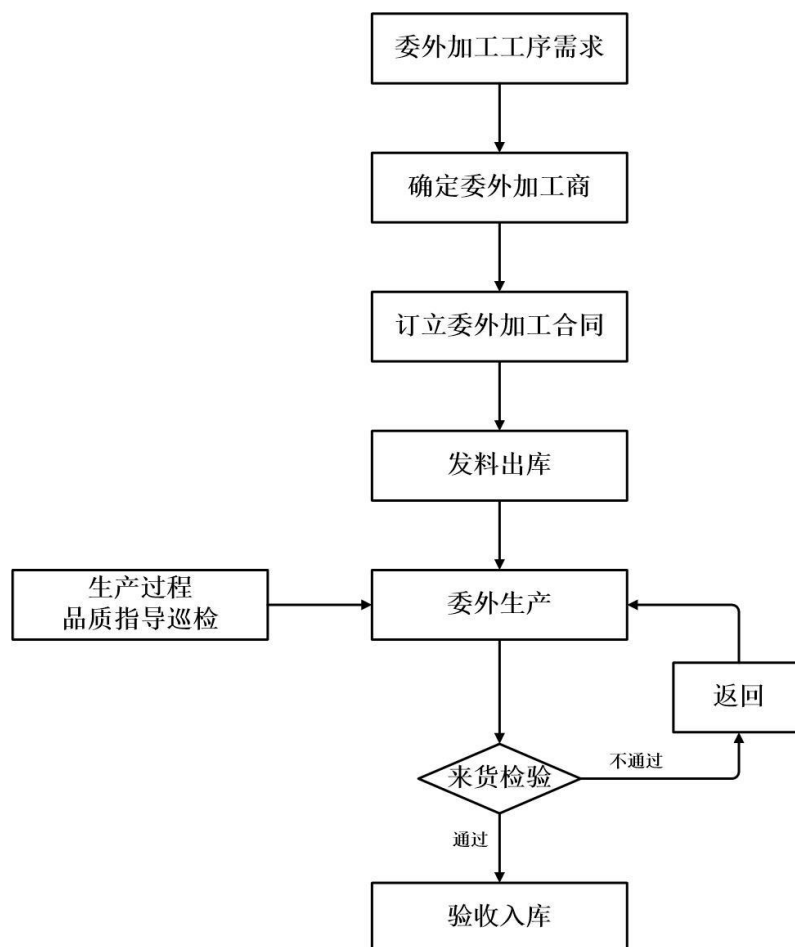 委外加工工序需求
确定委外加工商
订立委外加工合同
发料出库
生产过程
品质指导巡检
委外生产
返回
来货检验
不通过
通过
验收入库